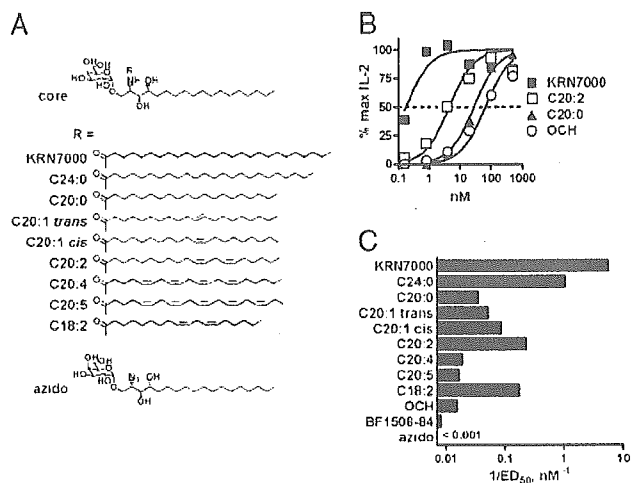 A
core
R =
KRN7000
C24:0
C20:0
C20:1 trans
C20:1 cis
C20:2
C20:4
C20:5
C18:2
azido
B
% max IL-2
100
75
50
25
0
0.1 1 10 100 1000
nM
KRN7000
C20:2
C20:0
OCH
C
KRN7000
C24:0
C20:0
C20:1 trans
C20:1 cis
C20:2
C20:4
C20:5
C18:2
OCH
BF1508-84
azido < 0.001
0.01 0.1 1 10
1/ED50, nM-1